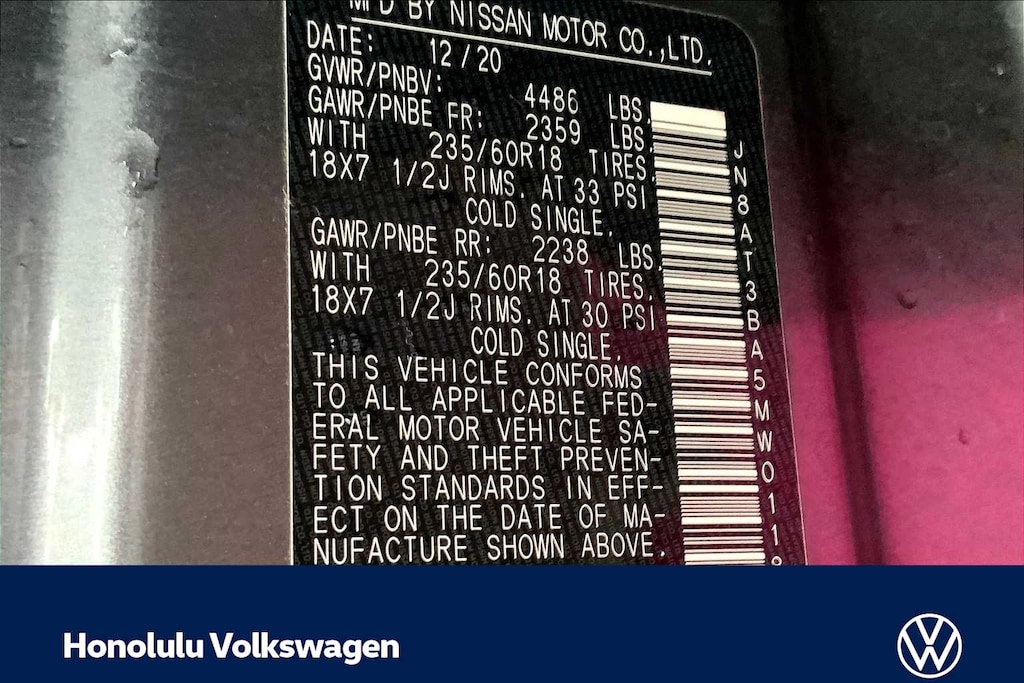 MFD BY NISSAN MOTOR CO.,LTD.
DATE: 12/20
GVWR/PNBV: 4486 LBS.
GAWR/PNBE FR: 2359 LBS
WITH 235/60R18 TIRES,
18X7 1/2J RIMS. AT 33 PSI
COLD SINGLE.
GAWR/PNBE RR: 2238 LBS.
WITH 235/60R18 TIRES,
18X7 1/2J RIMS. AT 30 PSI
COLD SINGLE.
THIS VEHICLE CONFORMS
TO ALL APPLICABLE FED-
ERAL MOTOR VEHICLE SA-
FETY AND THEFT PREVEN-
TION STANDARDS IN EFF-
ECT ON THE DATE OF MA-
NUFACTURE SHOWN ABOVE.
JN8AT3BA5MW011
Honolulu Volkswagen